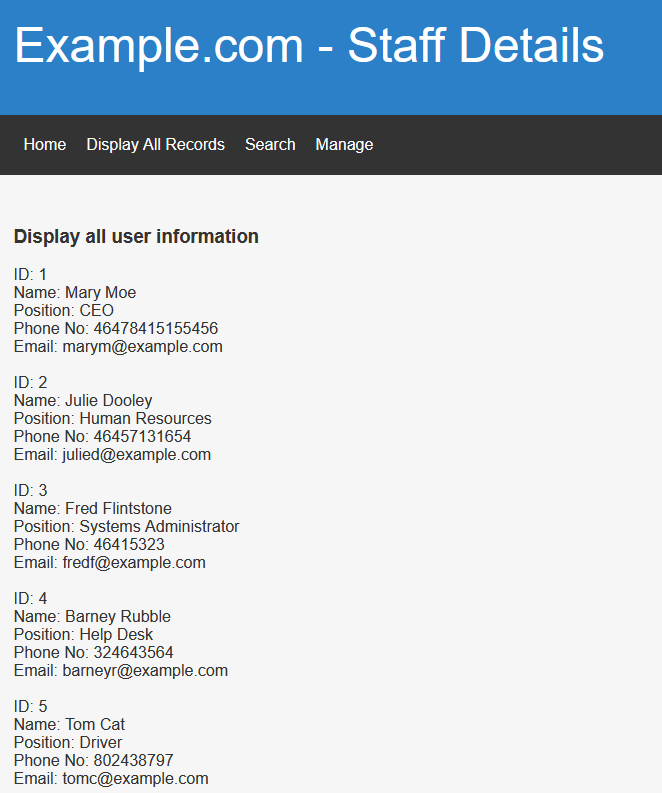 Example.com - Staff Details
Home Display All Records Search Manage
Display all user information
ID: 1
Name: Mary Moe
Position: CEO
Phone No: 46478415155456
Email: marym@example.com
ID: 2
Name: Julie Dooley
Position: Human Resources
Phone No: 46457131654
Email: julied@example.com
ID: 3
Name: Fred Flintstone
Position: Systems Administrator
Phone No: 46415323
Email: fredf@example.com
ID: 4
Name: Barney Rubble
Position: Help Desk
Phone No: 324643564
Email: barneyr@example.com
ID: 5
Name: Tom Cat
Position: Driver
Phone No: 802438797
Email: tomc@example.com